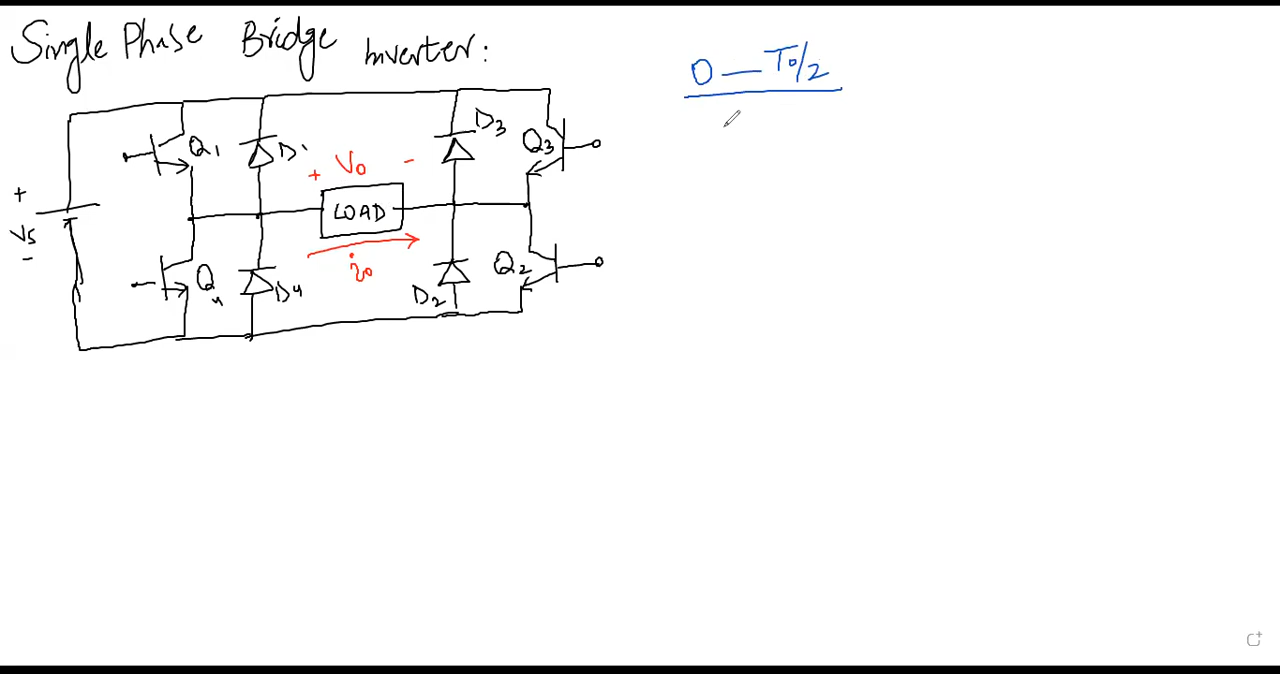 Single Phase Bridge Inverter:
0 — T0/2
+
Vs
-
Q1
D1
D3
Q3
+ V0 -
LOAD
i0
Q4
D4
D2
Q2